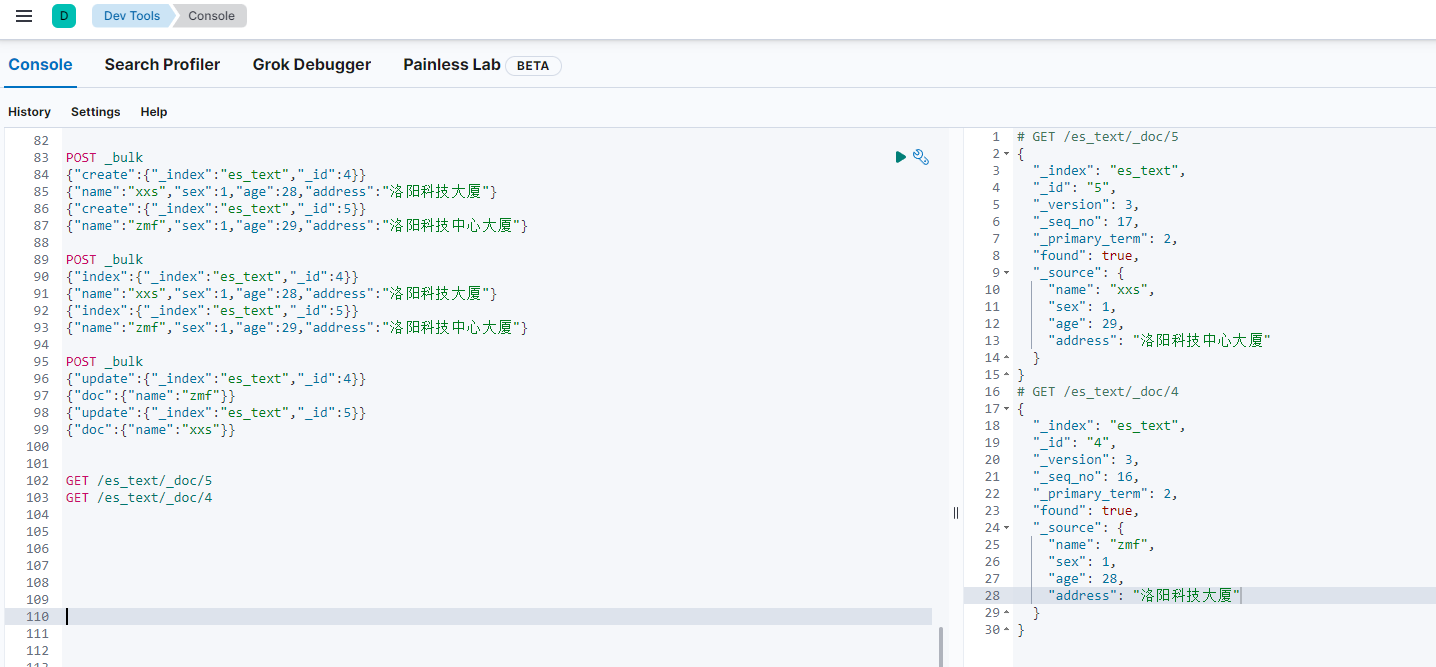 D Dev Tools Console
Console Search Profiler Grok Debugger Painless Lab BETA
History Settings Help
82
83 POST _bulk
84 {"create":{"_index":"es_text","_id":4}}
85 {"name":"xxs","sex":1,"age":28,"address":"洛阳科技大厦"}
86 {"create":{"_index":"es_text","_id":5}}
87 {"name":"zmf","sex":1,"age":29,"address":"洛阳科技中心大厦"}
88
89 POST _bulk
90 {"index":{"_index":"es_text","_id":4}}
91 {"name":"xxs","sex":1,"age":28,"address":"洛阳科技大厦"}
92 {"index":{"_index":"es_text","_id":5}}
93 {"name":"zmf","sex":1,"age":29,"address":"洛阳科技中心大厦"}
94
95 POST _bulk
96 {"update":{"_index":"es_text","_id":4}}
97 {"doc":{"name":"zmf"}}
98 {"update":{"_index":"es_text","_id":5}}
99 {"doc":{"name":"xxs"}}
100
101
102 GET /es_text/_doc/5
103 GET /es_text/_doc/4
104
105
106
107
108
109
110
111
112
113
1 # GET /es_text/_doc/5
2 {
3 "_index": "es_text",
4 "_id": "5",
5 "_version": 3,
6 "_seq_no": 17,
7 "_primary_term": 2,
8 "found": true,
9 "_source": {
10 "name": "xxs",
11 "sex": 1,
12 "age": 29,
13 "address": "洛阳科技中心大厦"
14 }
15 }
16 # GET /es_text/_doc/4
17 {
18 "_index": "es_text",
19 "_id": "4",
20 "_version": 3,
21 "_seq_no": 16,
22 "_primary_term": 2,
23 "found": true,
24 "_source": {
25 "name": "zmf",
26 "sex": 1,
27 "age": 28,
28 "address": "洛阳科技大厦"
29 }
30 }